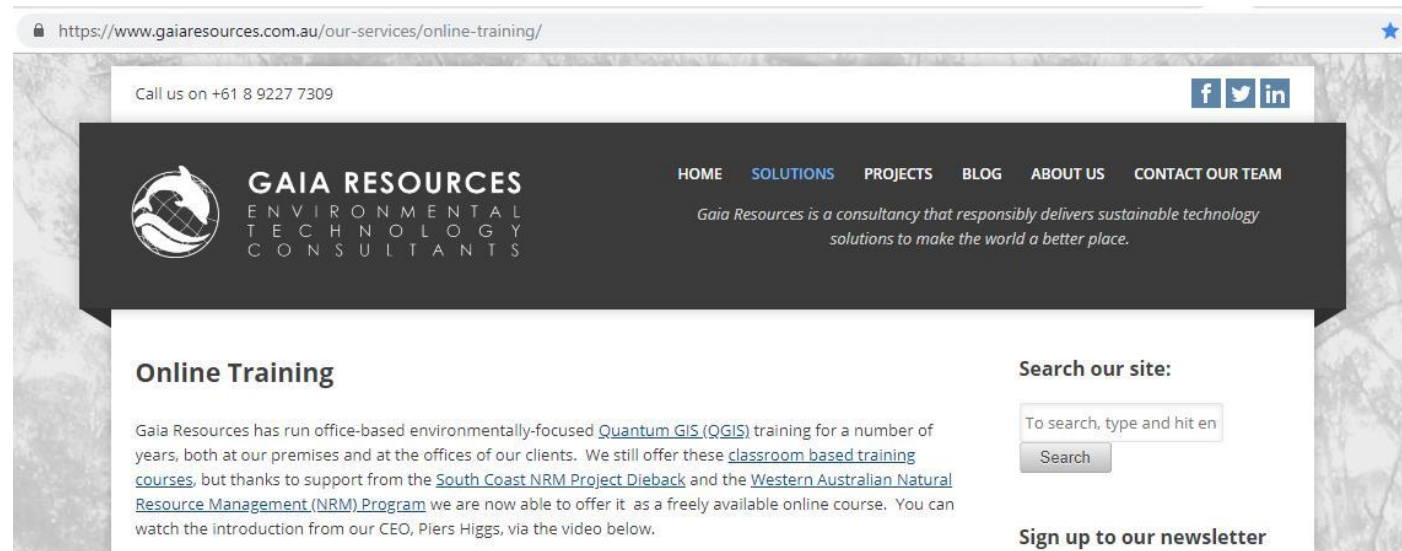 https://www.gaiaresources.com.au/our-services/online-training/
Call us on +61 8 9227 7309
f in
GAIA RESOURCES
ENVIRONMENTAL
TECHNOLOGY
CONSULTANTS
HOME SOLUTIONS PROJECTS BLOG ABOUT US CONTACT OUR TEAM
Gaia Resources is a consultancy that responsibly delivers sustainable technology
solutions to make the world a better place.
Online Training
Gaia Resources has run office-based environmentally-focused Quantum GIS (QGIS) training for a number of
years, both at our premises and at the offices of our clients. We still offer these classroom based training
courses, but thanks to support from the South Coast NRM Project Dieback and the Western Australian Natural
Resource Management (NRM) Program we are now able to offer it as a freely available online course. You can
watch the introduction from our CEO, Piers Higgs, via the video below.
Search our site:
To search, type and hit en
Search
Sign up to our newsletter